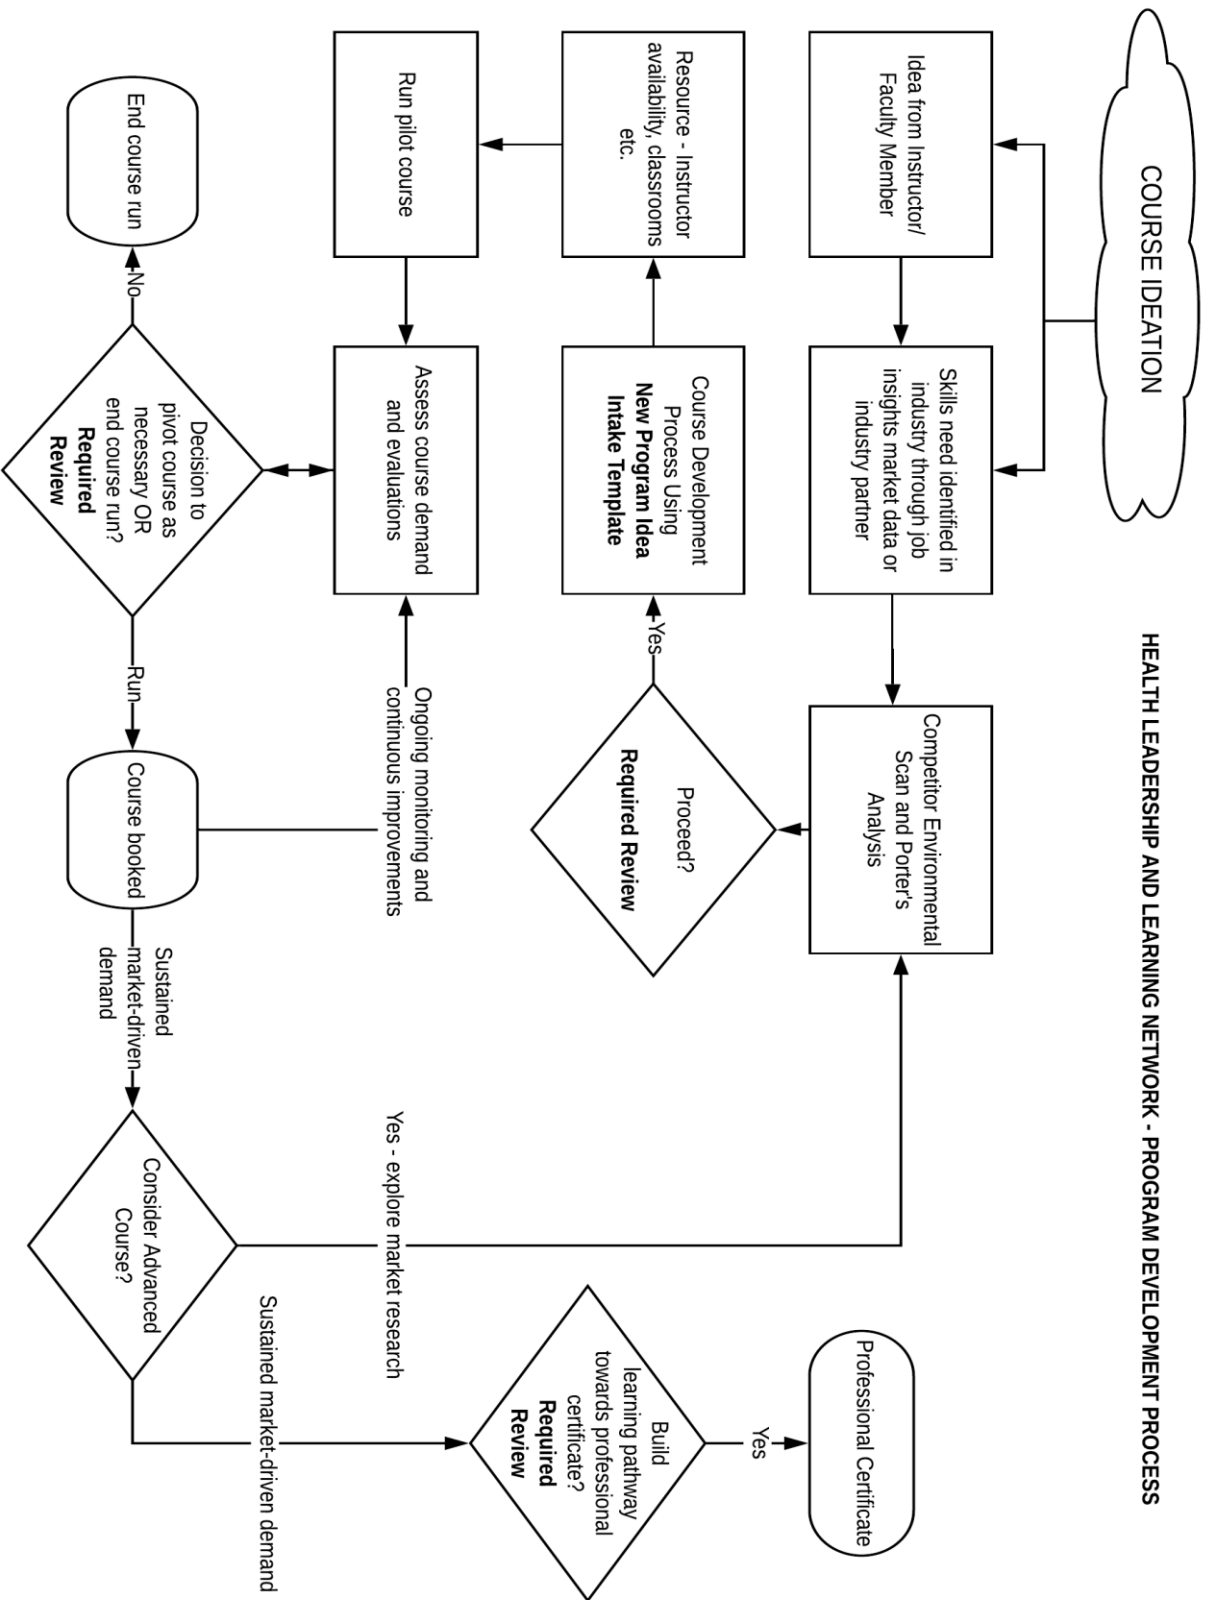 HEALTH LEADERSHIP AND LEARNING NETWORK - PROGRAM DEVELOPMENT PROCESS
COURSE IDEATION
Idea from Instructor/
Faculty Member
Skills need identified in
industry through job
insights market data or
industry partner
Competitor Environmental
Scan and Porter's
Analysis
Professional Certificate
Resource - Instructor
availability, classrooms
etc.
Course Development
Process Using
New Program Idea
Intake Template
Yes
Proceed?
Required Review
Yes
Build
learning pathway
towards professional
certificate?
Required
Review
Run pilot course
Assess course demand
and evaluations
Ongoing monitoring and
continuous improvements
Yes - explore market research
Sustained market-driven demand
End course run
No
Decision to
pivot course as
necessary OR
end course run?
Required
Review
Run
Course booked
Sustained
market-driven
demand
Consider Advanced
Course?